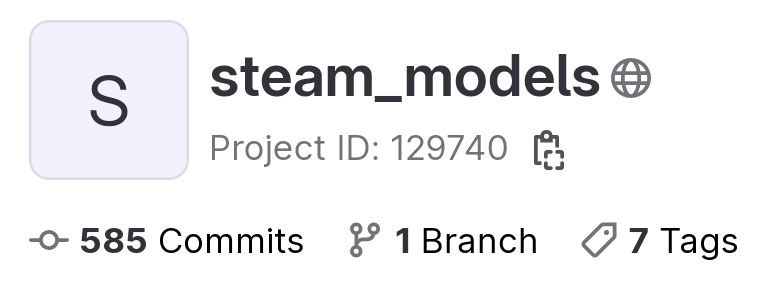 S
steam_models
Project ID: 129740
585 Commits 1 Branch 7 Tags